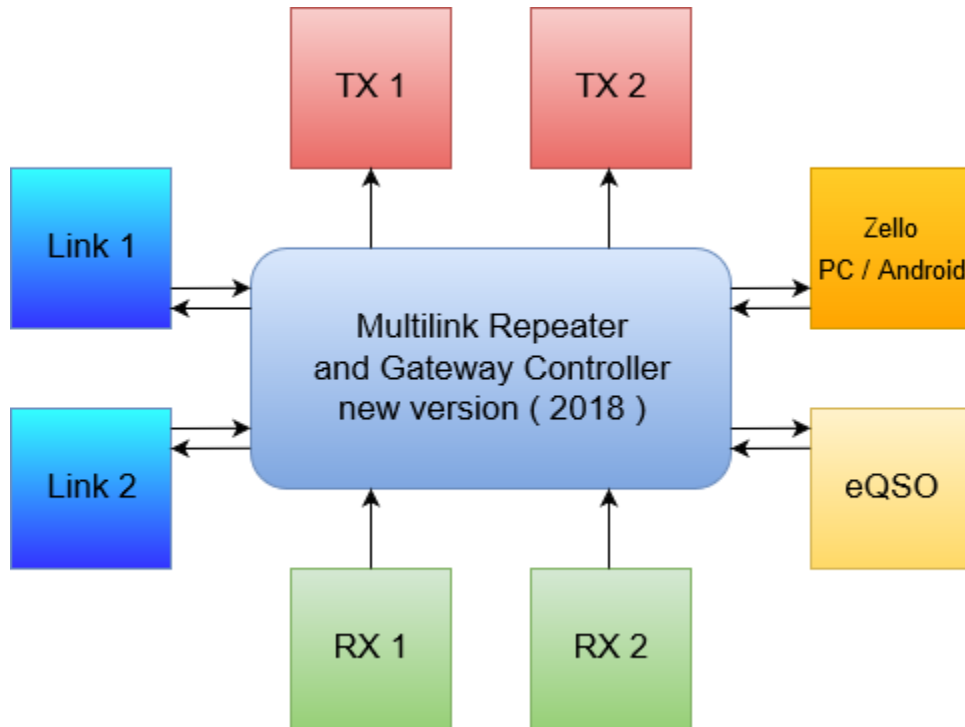 TX 1
TX 2
Link 1
Zello
PC / Android
Multilink Repeater
and Gateway Controller
new version ( 2018 )
Link 2
eQSO
RX 1
RX 2